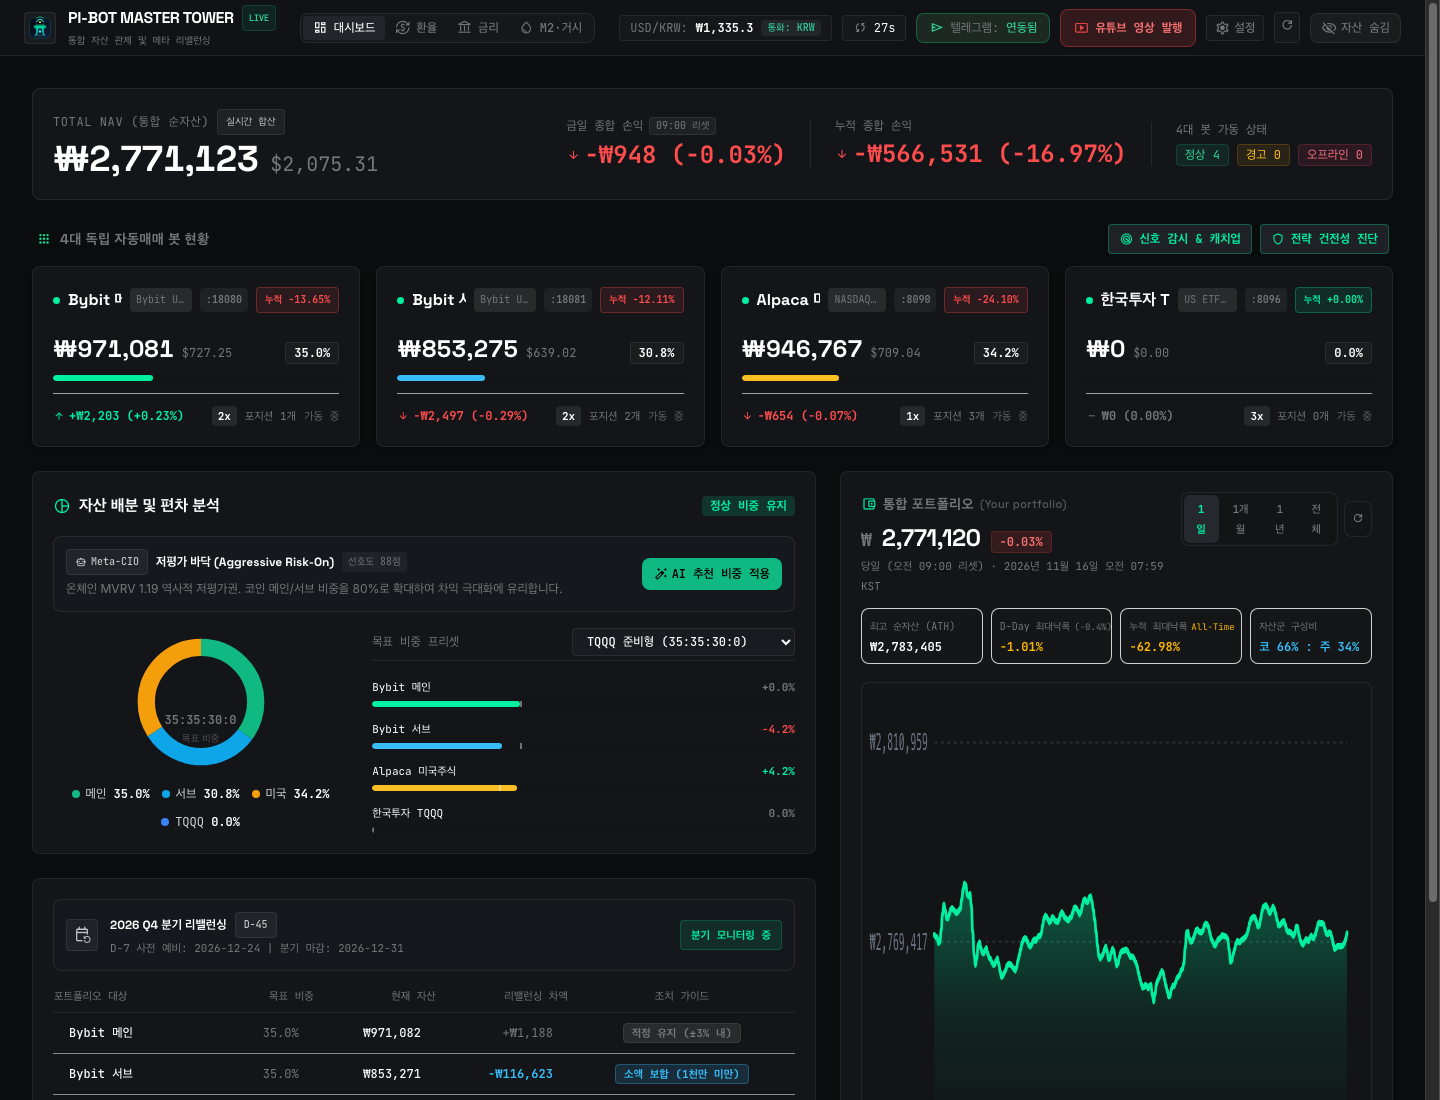 PI-BOT MASTER TOWER LIVE
통합 자산 관제 및 메타 리밸런싱
대시보드 환율 금리 M2·거시
USD/KRW: ₩1,335.3 통화: KRW
27s
텔레그램: 연동됨
유튜브 영상 발행
설정
자산 숨김
TOTAL NAV (통합 순자산) 실시간 합산
₩2,771,123 $2,075.31
금일 종합 손익 09:00 리셋
↓ -₩948 (-0.03%)
누적 종합 손익
↓ -₩566,531 (-16.97%)
4대 봇 가동 상태
정상 4 경고 0 오프라인 0
4대 독립 자동매매 봇 현황
신호 감시 & 캐치업 전략 건전성 진단
Bybit Bybit U… :18080 누적 -13.65%
₩971,081 $727.25 35.0%
↑ +₩2,203 (+0.23%) 2x 포지션 1개 가동 중
Bybit Bybit U… :18081 누적 -12.11%
₩853,275 $639.02 30.8%
↓ -₩2,497 (-0.29%) 2x 포지션 2개 가동 중
Alpaca NASDAQ… :8090 누적 -24.10%
₩946,767 $709.04 34.2%
↓ -₩654 (-0.07%) 1x 포지션 3개 가동 중
한국투자 T US ETF… :8096 누적 +0.00%
₩0 $0.00 0.0%
— ₩0 (0.00%) 3x 포지션 0개 가동 중
자산 배분 및 편차 분석 정상 비중 유지
Meta-CIO 저평가 바닥 (Aggressive Risk-On) 선호도 88점
온체인 MVRV 1.19 역사적 저평가권. 코인 메인/서브 비중을 80%로 확대하여 차익 극대화에 유리합니다.
AI 추천 비중 적용
35:35:30:0
목표 비중
메인 35.0% 서브 30.8% 미국 34.2%
TQQQ 0.0%
목표 비중 프리셋 TQQQ 준비형 (35:35:30:0)
Bybit 메인 +0.0%
Bybit 서브 -4.2%
Alpaca 미국주식 +4.2%
한국투자 TQQQ 0.0%
2026 Q4 분기 리밸런싱 D-45
D-7 사전 예비: 2026-12-24 | 분기 마감: 2026-12-31
분기 모니터링 중
포트폴리오 대상 목표 비중 현재 자산 리밸런싱 차액 조치 가이드
Bybit 메인 35.0% ₩971,082 +₩1,188 적정 유지 (±3% 내)
Bybit 서브 35.0% ₩853,271 -₩116,623 소액 보합 (1천만 미만)
통합 포트폴리오 (Your portfolio)
₩ 2,771,120 -0.03%
당일 (오전 09:00 리셋) · 2026년 11월 16일 오전 07:59
KST
1일 1개월 1년 전체
최고 순자산 (ATH)
₩2,783,405
D-Day 최대낙폭 (-0.4%)
-1.01%
누적 최대낙폭 All-Time
-62.98%
자산군 구성비
코 66% : 주 34%
₩2,810,959
₩2,769,417